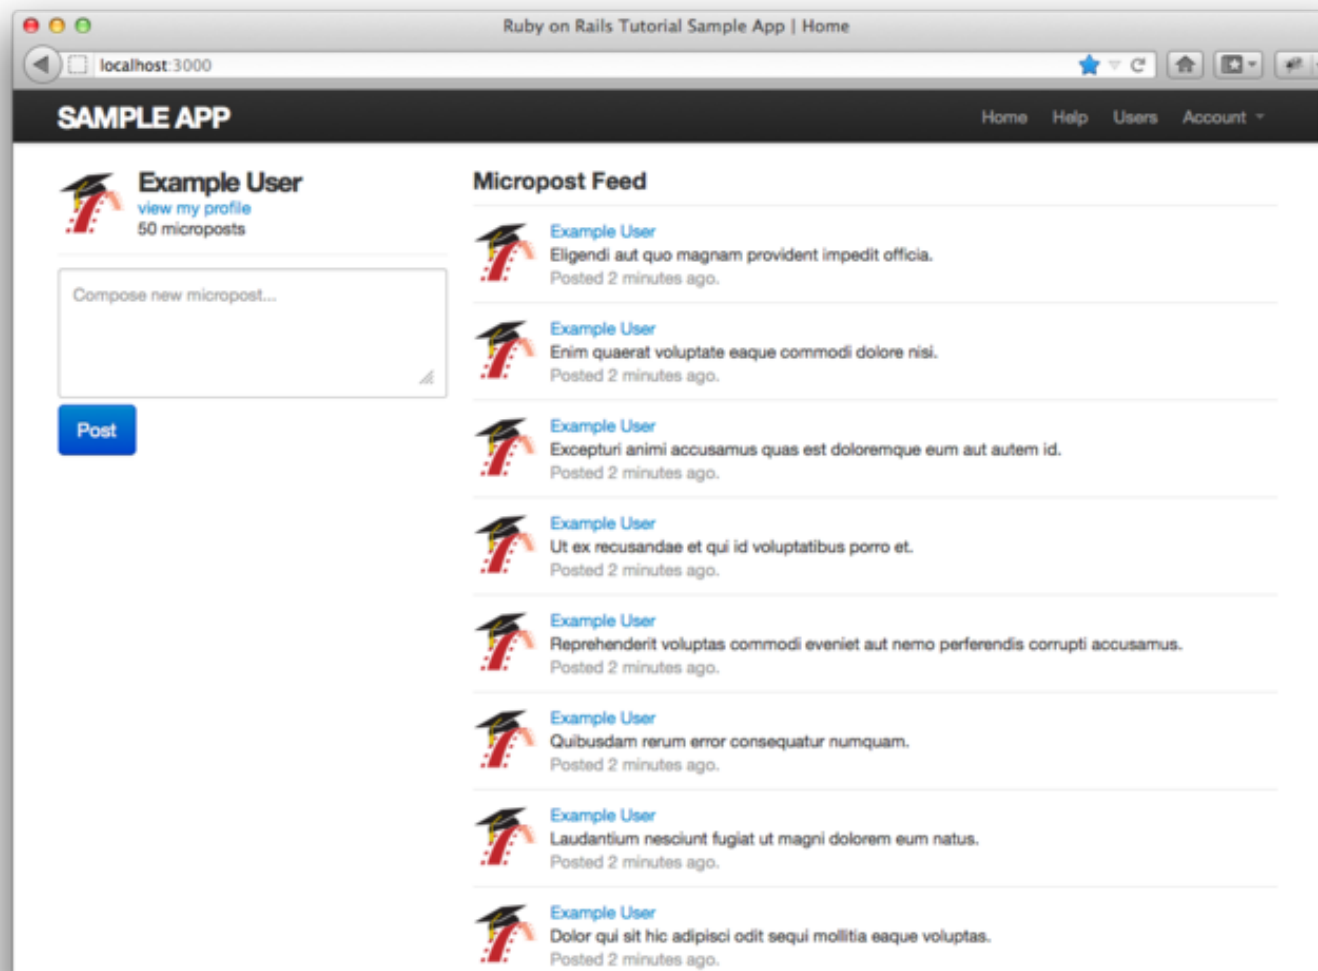 Ruby on Rails Tutorial Sample App | Home
localhost:3000
SAMPLE APP
Home Help Users Account
Example User
view my profile
50 microposts
Compose new micropost...
Post
Micropost Feed
Example User
Eligendi aut quo magnam provident impedit officia.
Posted 2 minutes ago.
Example User
Enim quaerat voluptate eaque commodi dolore nisi.
Posted 2 minutes ago.
Example User
Excepturi animi accusamus quas est doloremque eum aut autem id.
Posted 2 minutes ago.
Example User
Ut ex recusandae et qui id voluptatibus porro et.
Posted 2 minutes ago.
Example User
Reprehenderit voluptas commodi eveniet aut nemo perferendis corrupti accusamus.
Posted 2 minutes ago.
Example User
Quibusdam rerum error consequatur numquam.
Posted 2 minutes ago.
Example User
Laudantium nesciunt fugiat ut magni dolorem eum natus.
Posted 2 minutes ago.
Example User
Dolor qui sit hic adipisci odit sequi mollitia eaque voluptas.
Posted 2 minutes ago.